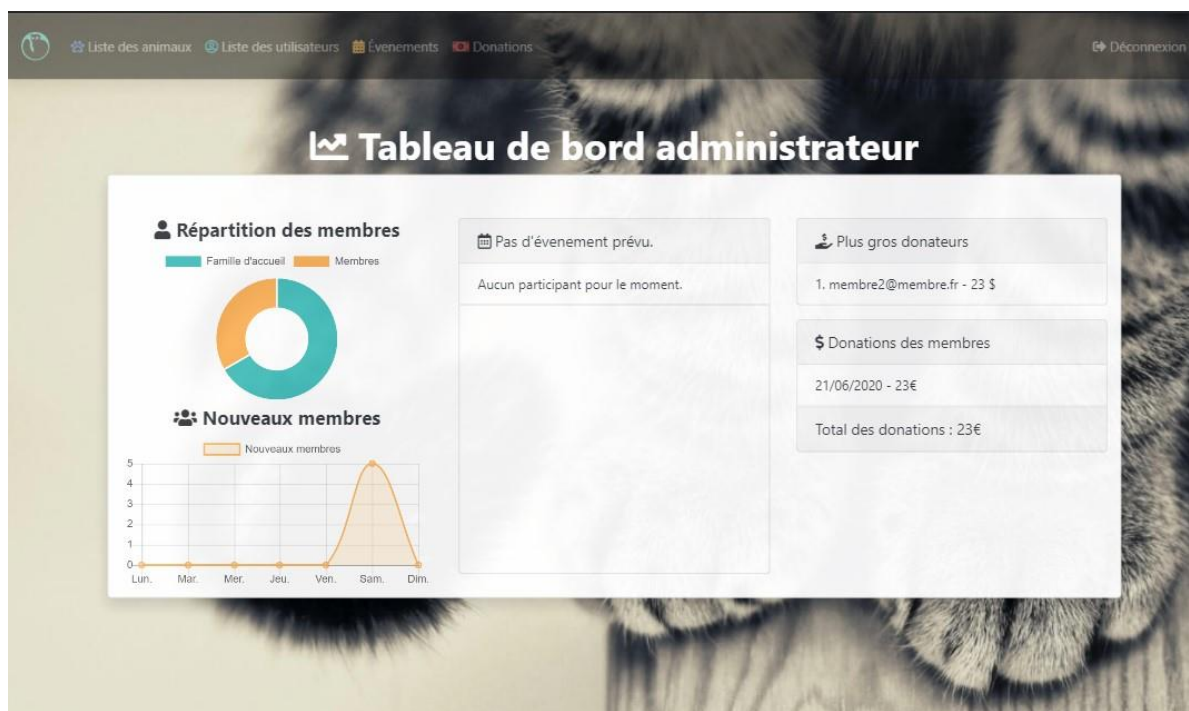 Liste des animaux Liste des utilisateurs Évenements Donations Déconnexion
Tableau de bord administrateur
Répartition des membres
Famille d'accueil Membres
Nouveaux membres
Nouveaux membres
5
4
3
2
1
0
Lun. Mar. Mer. Jeu. Ven. Sam. Dim.
Pas d'évenement prévu.
Aucun participant pour le moment.
Plus gros donateurs
1. membre2@membre.fr - 23 $
$ Donations des membres
21/06/2020 - 23€
Total des donations : 23€